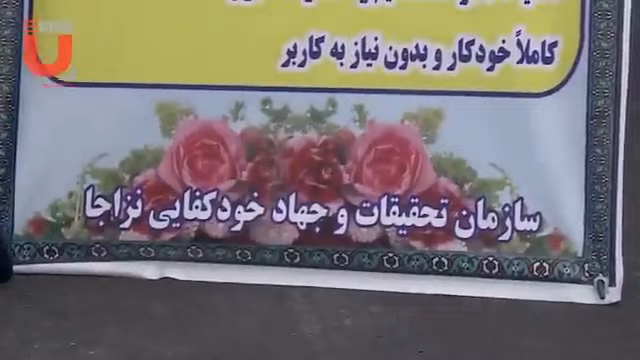 کاملاً خودکار و بدون نیاز به کاربر
سازمان تحقیقات و جهاد خودکفایی نزاجا